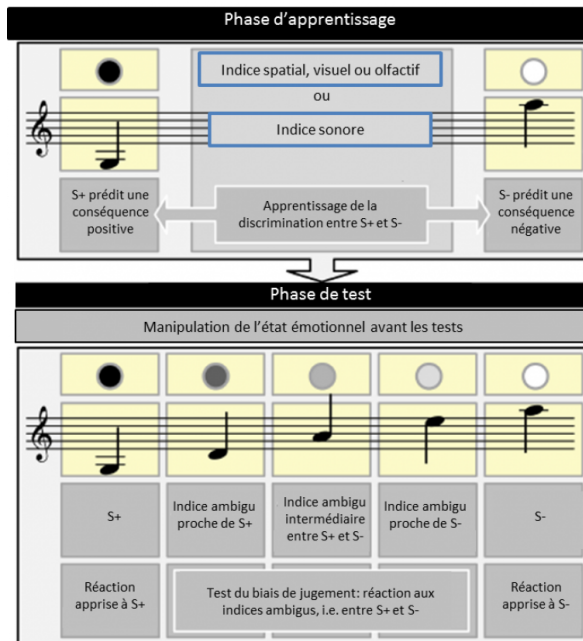 Phase d'apprentissage
Indice spatial, visuel ou olfactif
ou
Indice sonore
S+ prédit une
conséquence
positive
Apprentissage de la
discrimination entre S+ et S-
S- prédit une
conséquence
négative
Phase de test
Manipulation de l'état émotionnel avant les tests
S+
Indice ambigu
proche de S+
Indice ambigu
intermédiaire
entre S+ et S-
Indice ambigu
proche de S-
S-
Réaction
apprise à S+
Test du biais de jugement: réaction aux
indices ambigus, i.e. entre S+ et S-
Réaction
apprise à S-